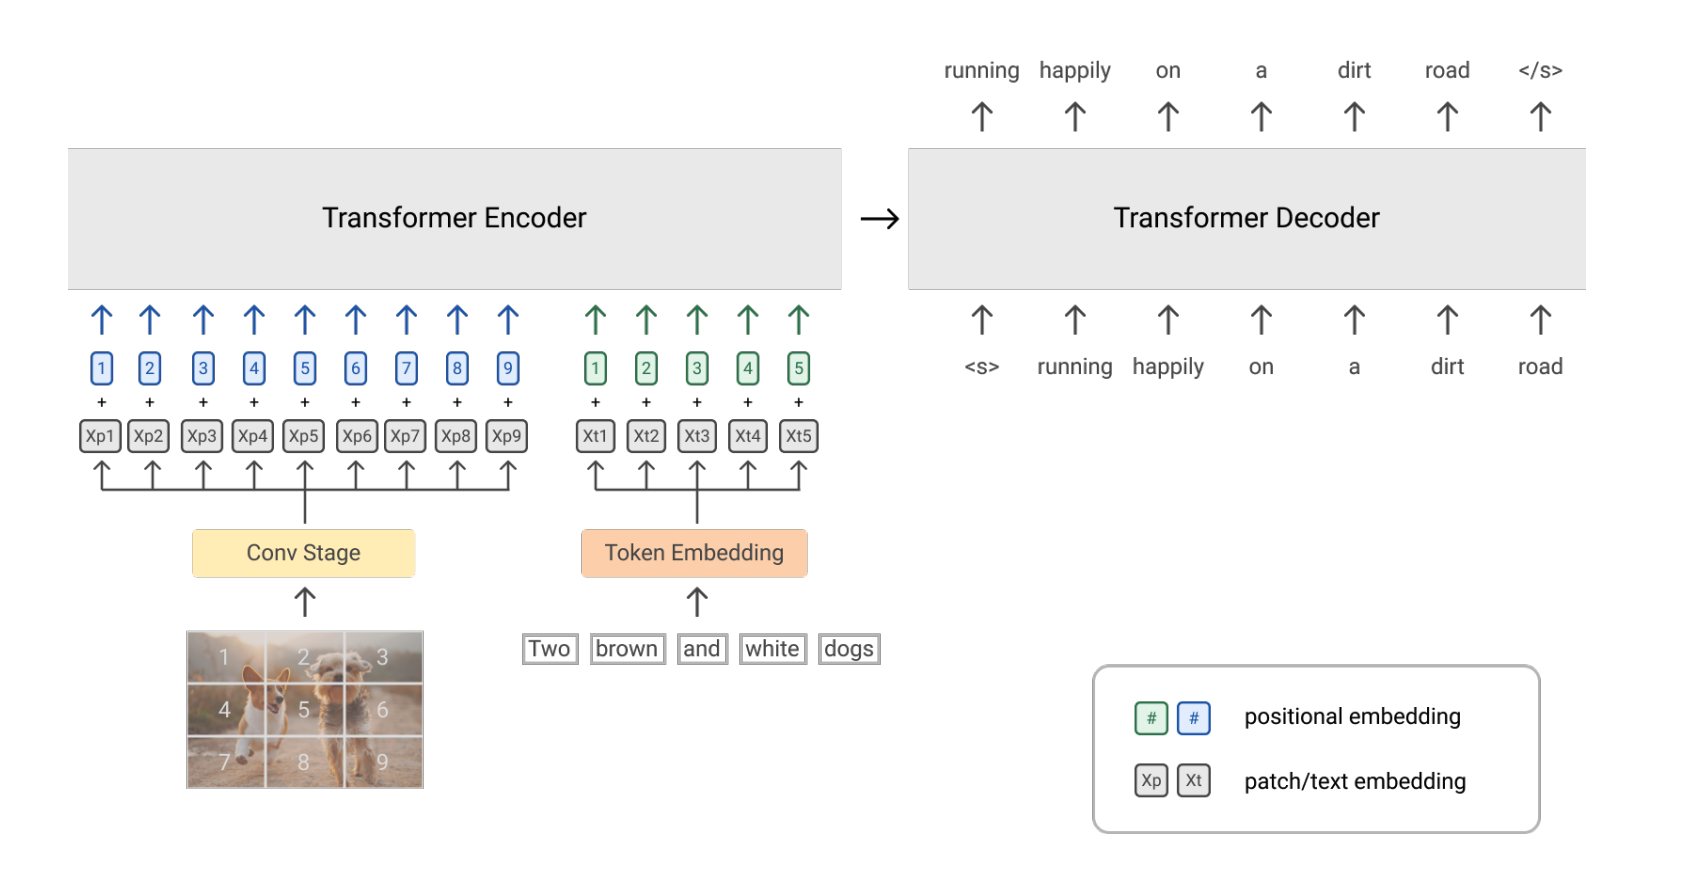 running happily on a dirt road </s>
Transformer Encoder
Transformer Decoder
1 2 3 4 5 6 7 8 9 1 2 3 4 5
<s> running happily on a dirt road
+ + + + + + + + + + + + + +
Xp1 Xp2 Xp3 Xp4 Xp5 Xp6 Xp7 Xp8 Xp9 Xt1 Xt2 Xt3 Xt4 Xt5
Conv Stage
Token Embedding
Two brown and white dogs
1 2 3
4 5 6
7 8 9
# # positional embedding
Xp Xt patch/text embedding